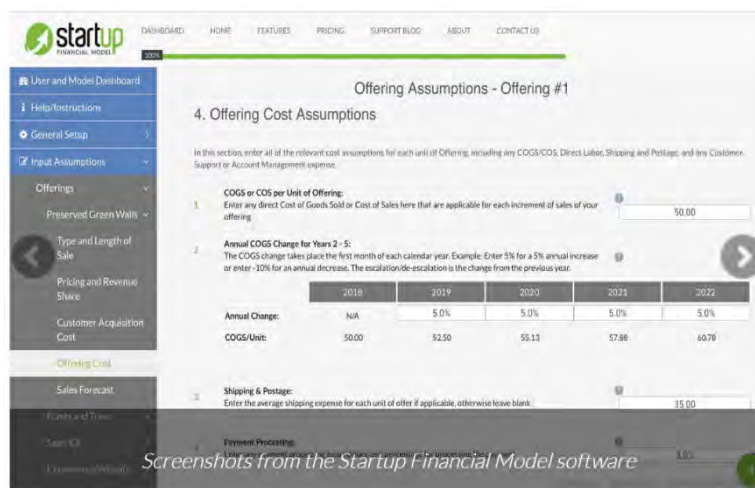 startup
FINANCIAL MODEL
DASHBOARD HOME FEATURES PRICING SUPPORT BLOG ABOUT CONTACT US
100%
User and Model Dashboard
Help/Instructions
General Setup
Input Assumptions
Offerings
Preserved Green Walls
Type and Length of
Sale
Pricing and Revenue
Share
Customer Acquisition
Cost
Offering Cost
Sales Forecast
Plants and Trees
Offering Assumptions - Offering #1
4. Offering Cost Assumptions
In this section, enter all of the relevant cost assumptions for each unit of Offering, including any COGS/COS, Direct Labor, Shipping and Postage, and any Customer
Support or Account Management expense.
1. COGS or COS per Unit of Offering:
Enter any direct Cost of Goods Sold or Cost of Sales here that are applicable for each increment of sales of your
offering
50.00
2. Annual COGS Change for Years 2 - 5:
The COGS change takes place the first month of each calendar year. Example: Enter 5% for a 5% annual increase
or enter -10% for an annual decrease. The escalation/de-escalation is the change from the previous year.
2018 2019 2020 2021 2022
Annual Change: N/A 5.0% 5.0% 5.0% 5.0%
COGS/Unit: 50.00 52.50 55.13 57.88 60.78
3. Shipping & Postage:
Enter the average shipping expense for each unit of offer if applicable, otherwise leave blank.
35.00
Payment Processing:
Screenshots from the Startup Financial Model software